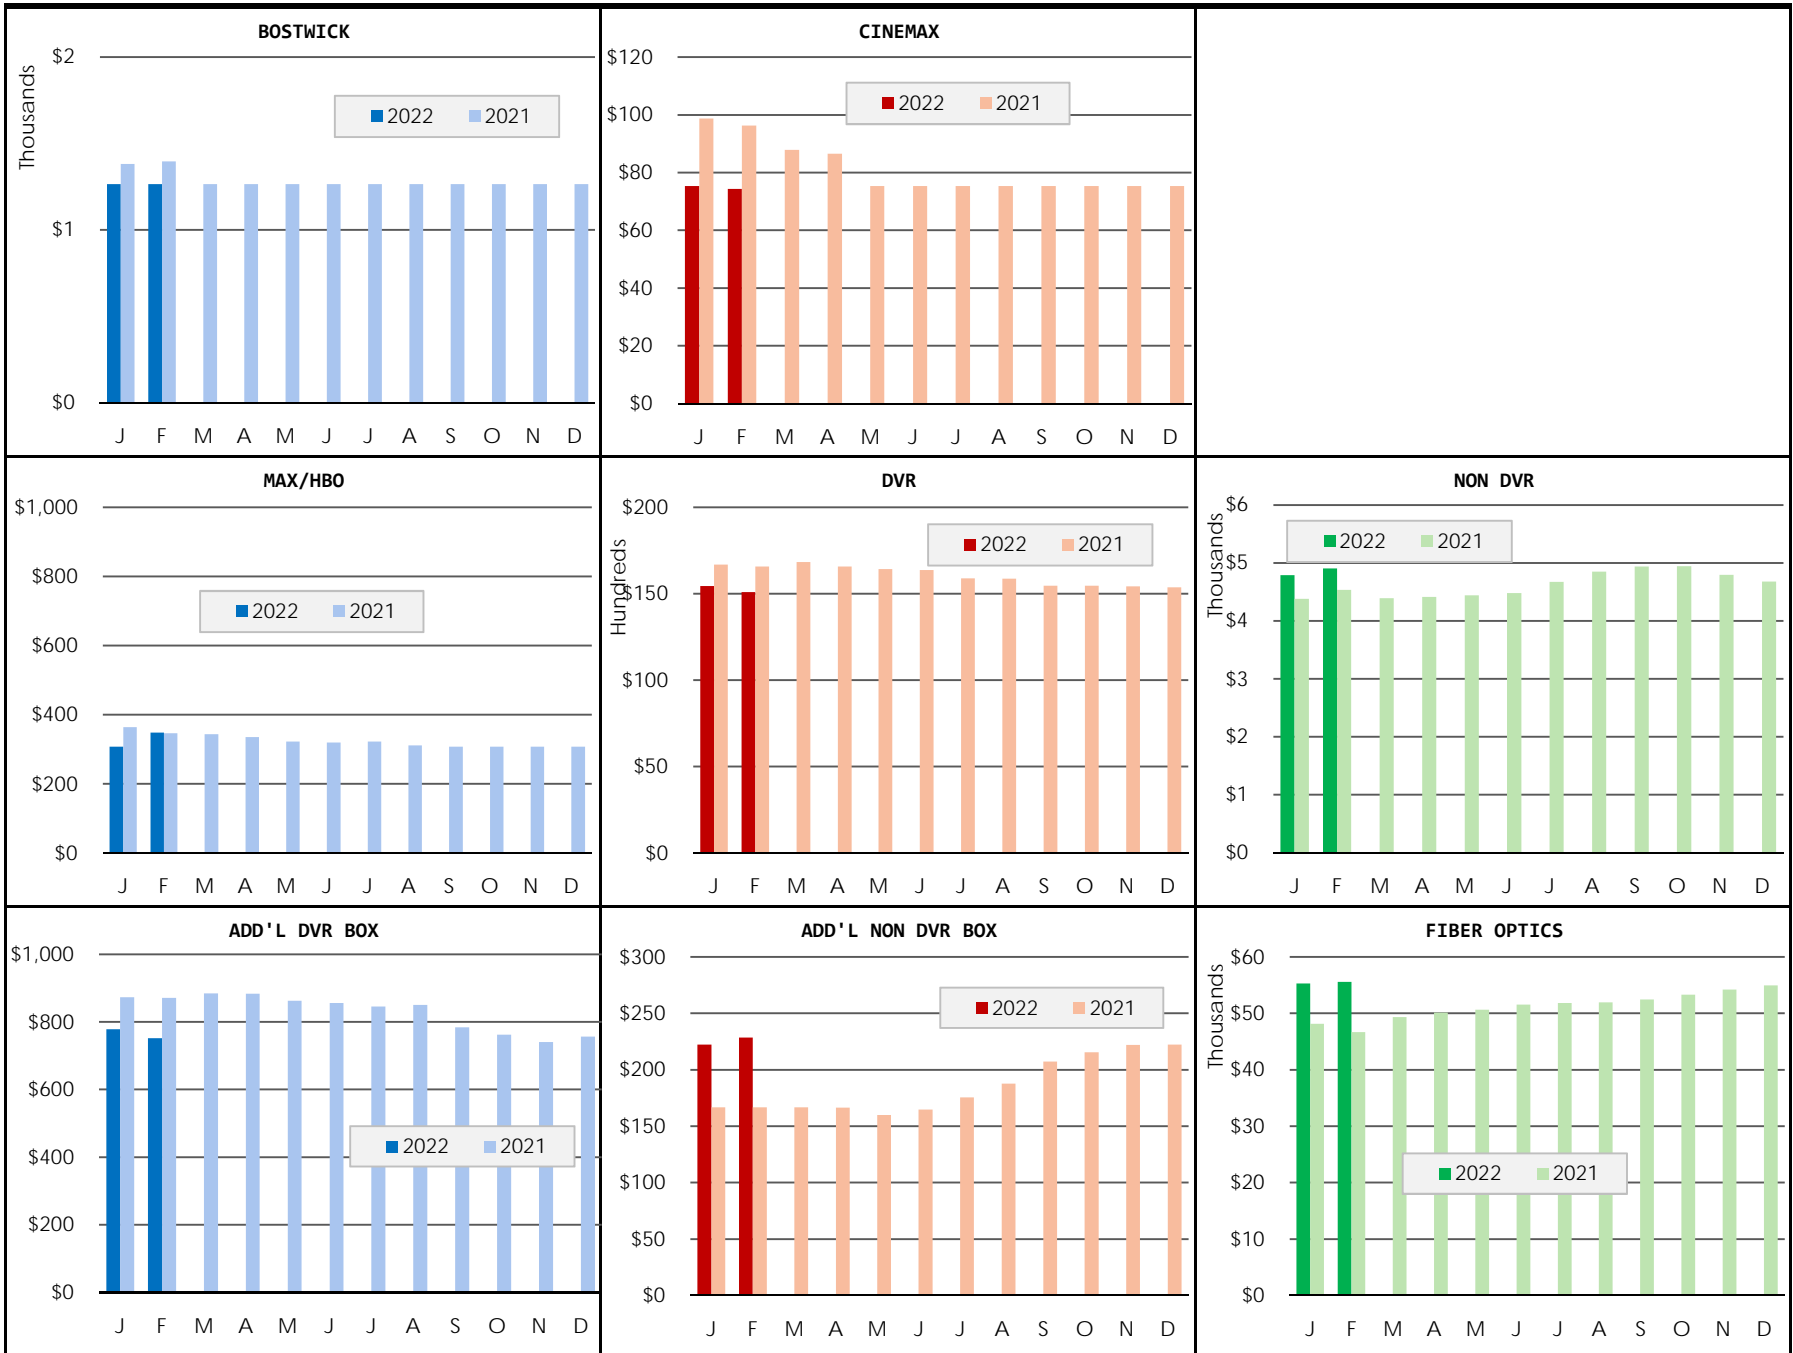 BOSTWICK
Thousands
$2
$1
$0
2022 2021
J F M A M J J A S O N D
CINEMAX
$120
$100
$80
$60
$40
$20
$0
2022 2021
J F M A M J J A S O N D
MAX/HBO
$1,000
$800
$600
$400
$200
$0
2022 2021
J F M A M J J A S O N D
DVR
Hundreds
$200
$150
$100
$50
$0
2022 2021
J F M A M J J A S O N D
NON DVR
Thousands
$6
$5
$4
$3
$2
$1
$0
2022 2021
J F M A M J J A S O N D
ADD'L DVR BOX
$1,000
$800
$600
$400
$200
$0
2022 2021
J F M A M J J A S O N D
ADD'L NON DVR BOX
$300
$250
$200
$150
$100
$50
$0
2022 2021
J F M A M J J A S O N D
FIBER OPTICS
Thousands
$60
$50
$40
$30
$20
$10
$0
2022 2021
J F M A M J J A S O N D